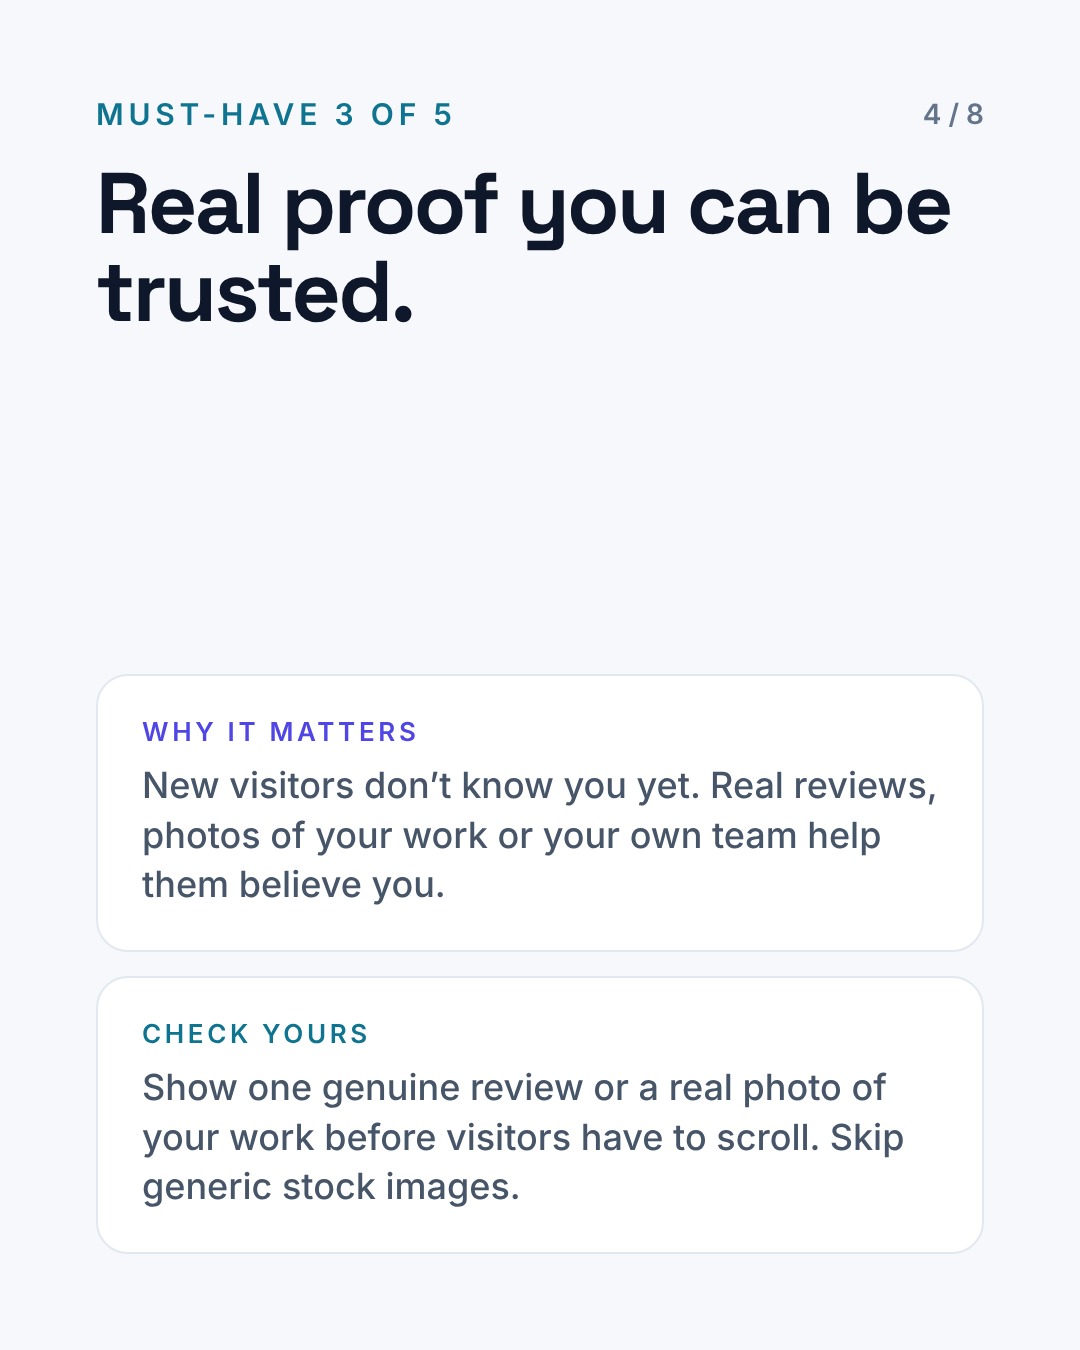 MUST-HAVE 3 OF 5
4 / 8
Real proof you can be
trusted.
WHY IT MATTERS
New visitors don’t know you yet. Real reviews,
photos of your work or your own team help
them believe you.
CHECK YOURS
Show one genuine review or a real photo of
your work before visitors have to scroll. Skip
generic stock images.